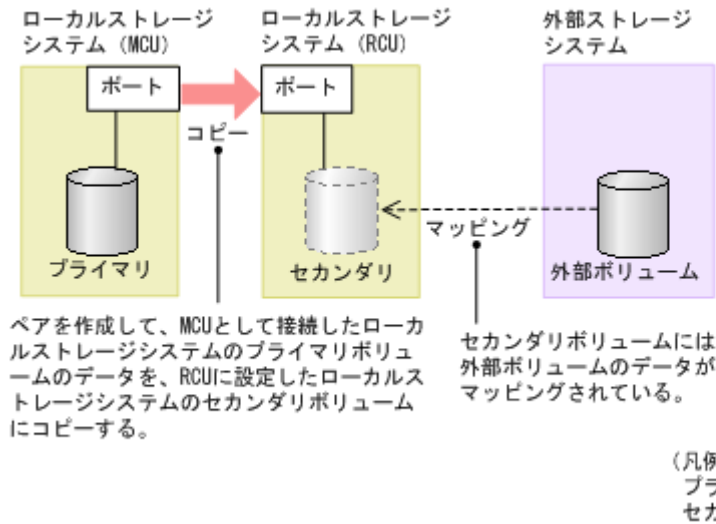 ローカルストレージ
システム (MCU)
ローカルストレージ
システム (RCU)
外部ストレージ
システム
ポート
ポート
コピー
マッピング
プライマリ
セカンダリ
外部ボリューム
ペアを作成して、MCUとして接続したローカ
ルストレージシステムのプライマリボリュ
ームのデータを、RCUに設定したローカルス
トレージシステムのセカンダリボリューム
にコピーする。
セカンダリボリュームには
外部ボリュームのデータが
マッピングされている。
(凡例
プラ
セカ